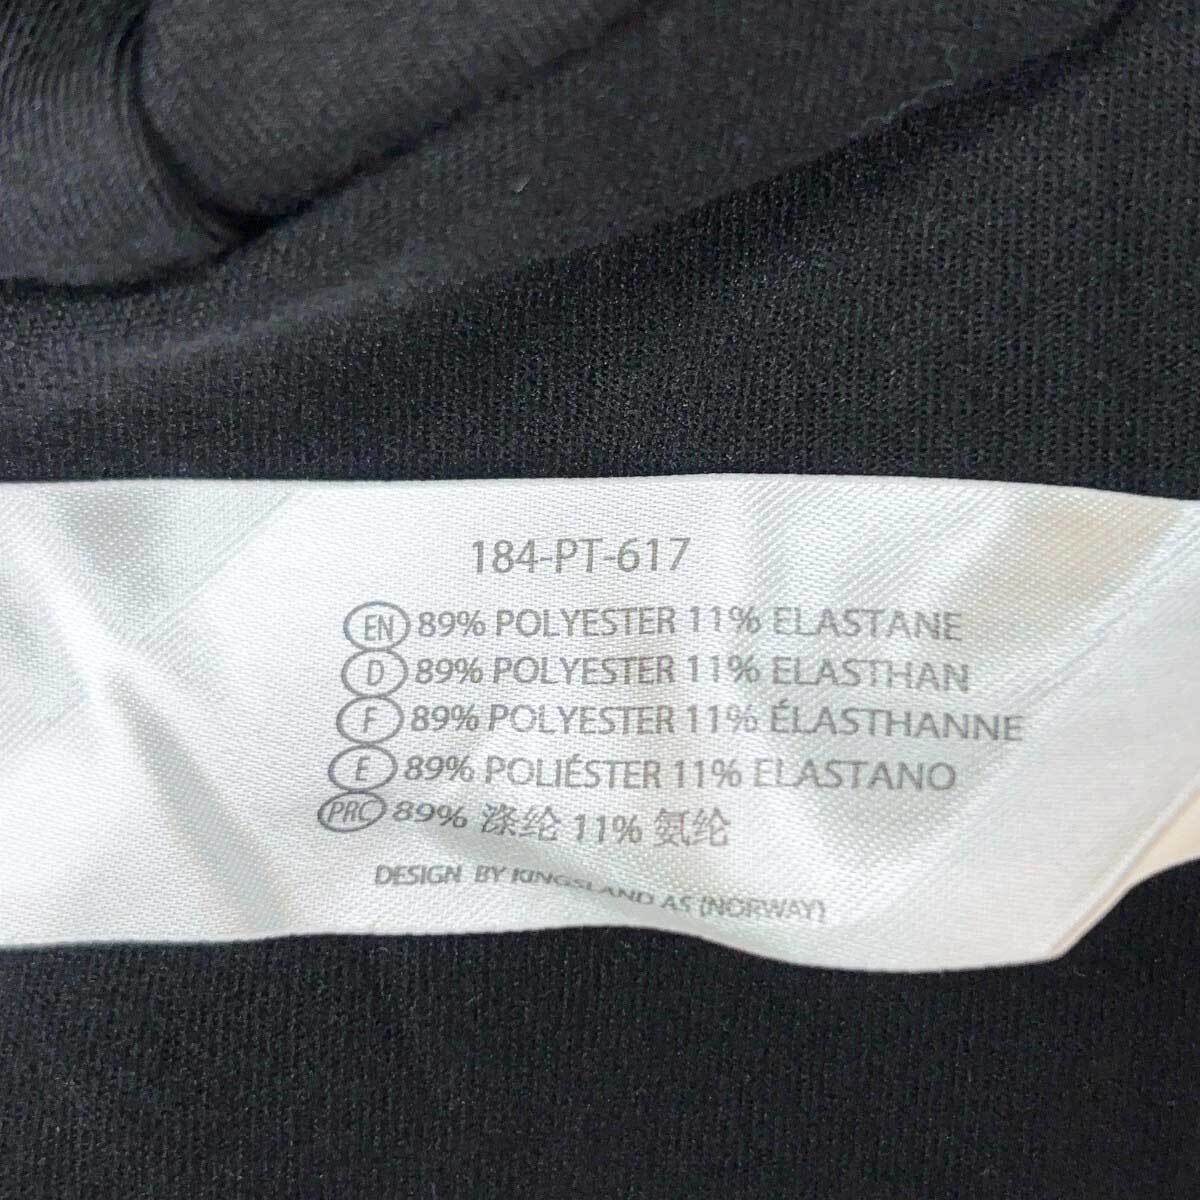 184-PT-617
EN 89% POLYESTER 11% ELASTANE
D 89% POLYESTER 11% ELASTHAN
F 89% POLYESTER 11% ÉLASTHANNE
E 89% POLIÉSTER 11% ELASTANO
PRC 89% 涤纶 11% 氨纶
DESIGN BY KINGSLAND AS (NORWAY)